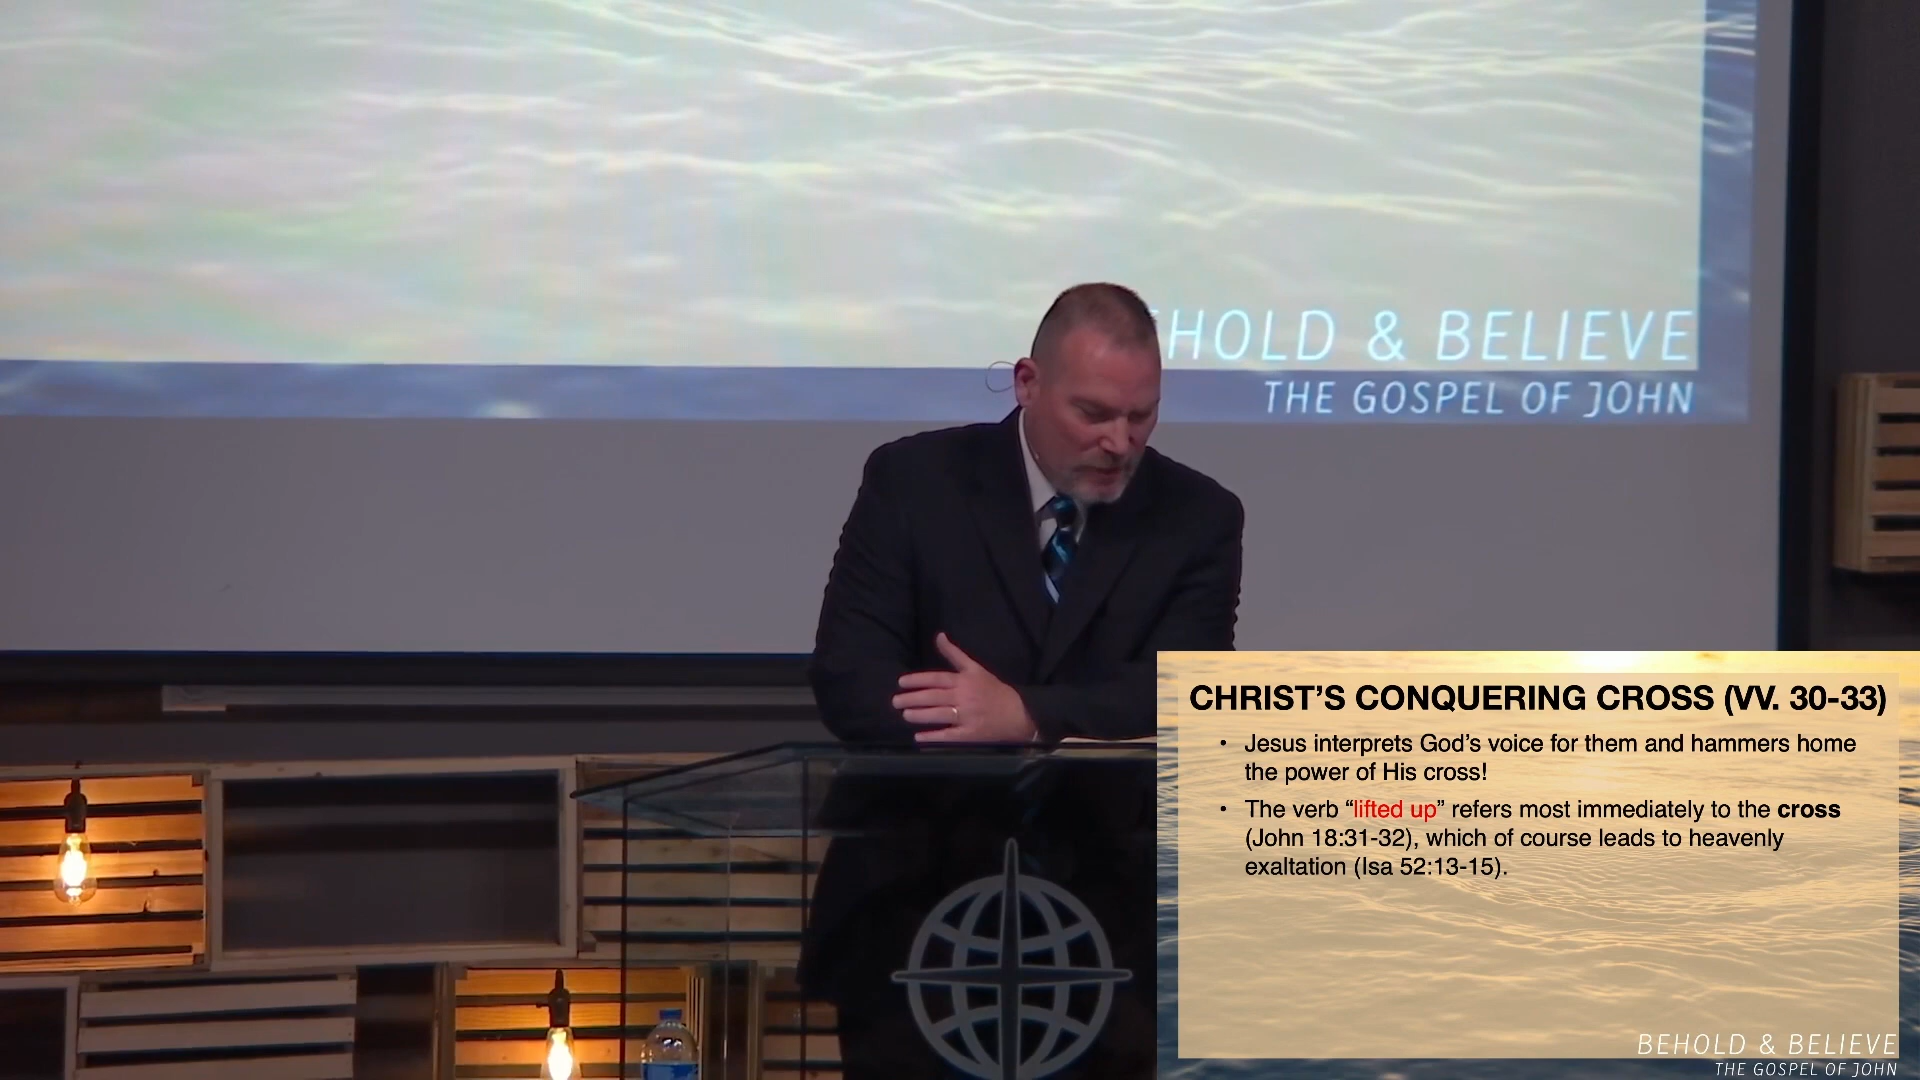 HOLD & BELIEVE
THE GOSPEL OF JOHN
CHRIST’S CONQUERING CROSS (VV. 30-33)
• Jesus interprets God’s voice for them and hammers home
the power of His cross!
• The verb “lifted up” refers most immediately to the cross
(John 18:31-32), which of course leads to heavenly
exaltation (Isa 52:13-15).
BEHOLD & BELIEVE
THE GOSPEL OF JOHN